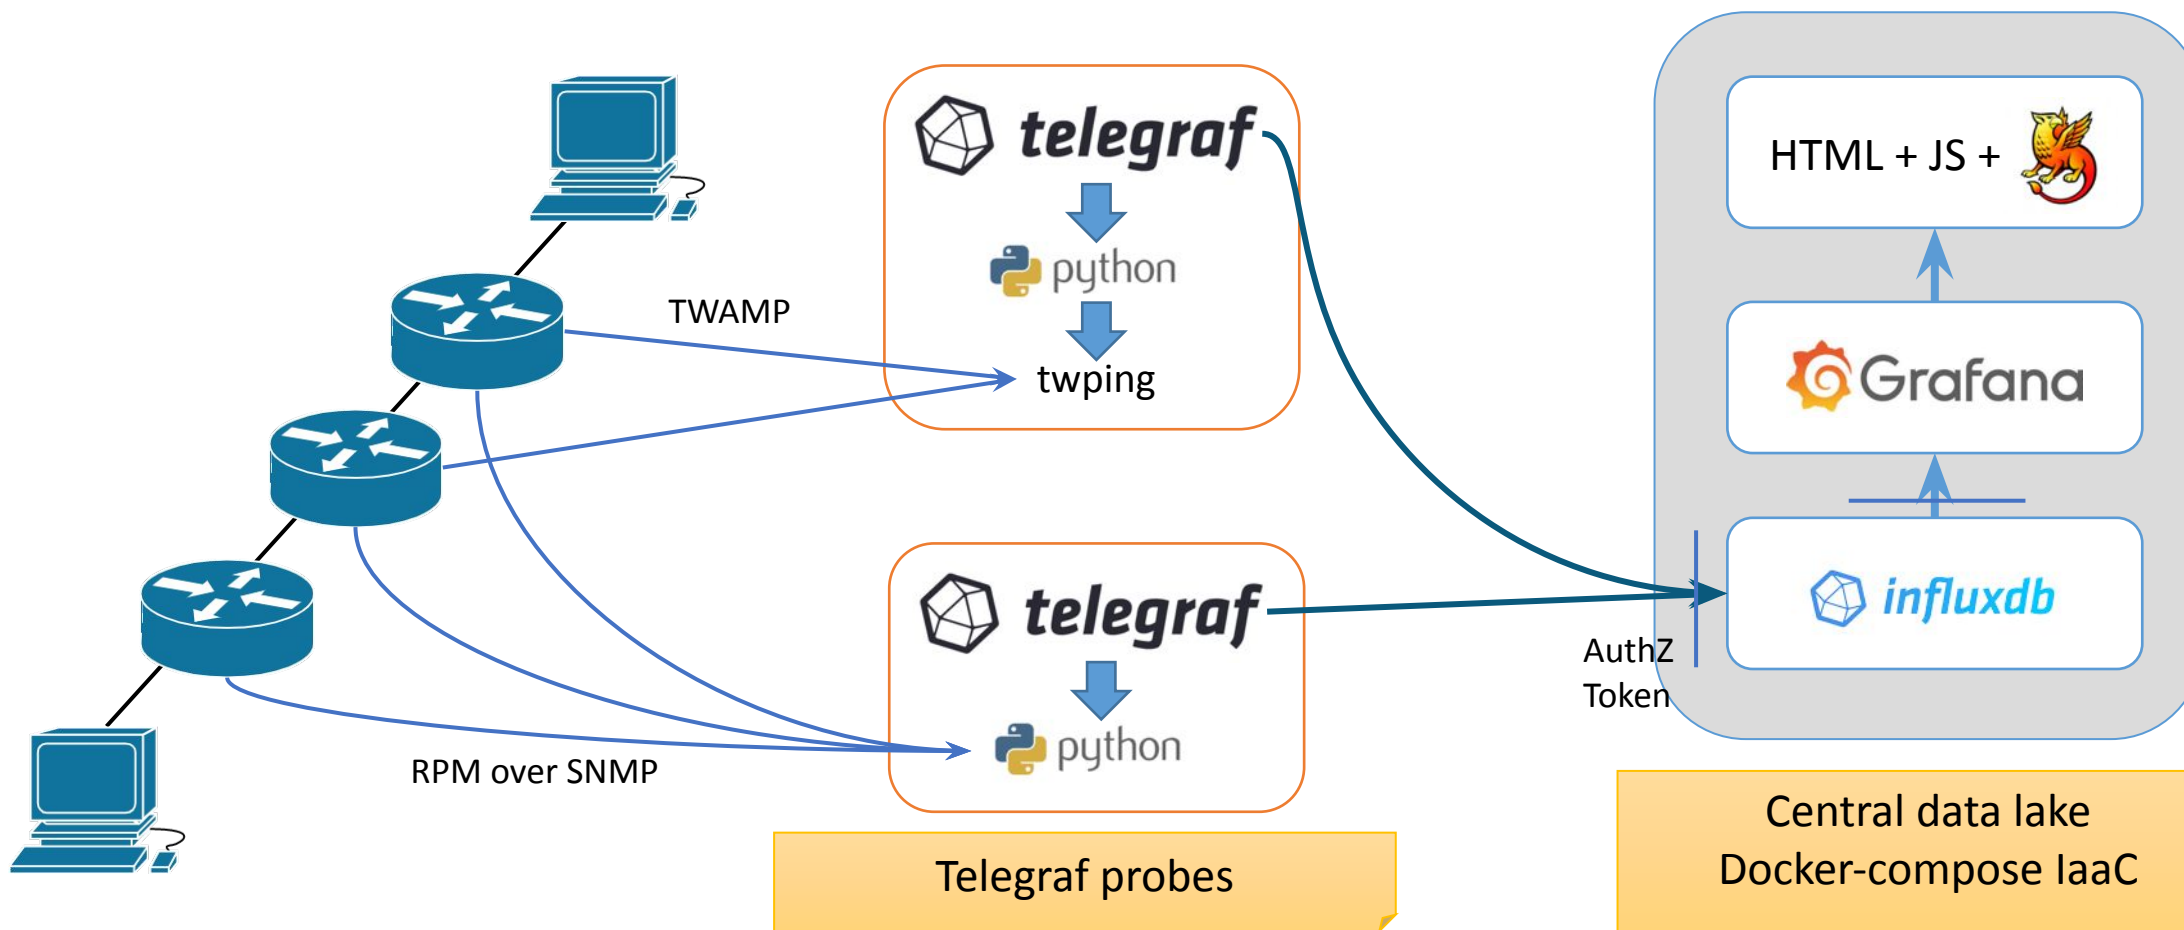 telegraf
python
twping
TWAMP
telegraf
python
RPM over SNMP
Telegraf probes
HTML + JS +
Grafana
influxdb
AuthZ
Token
Central data lake
Docker-compose IaaC